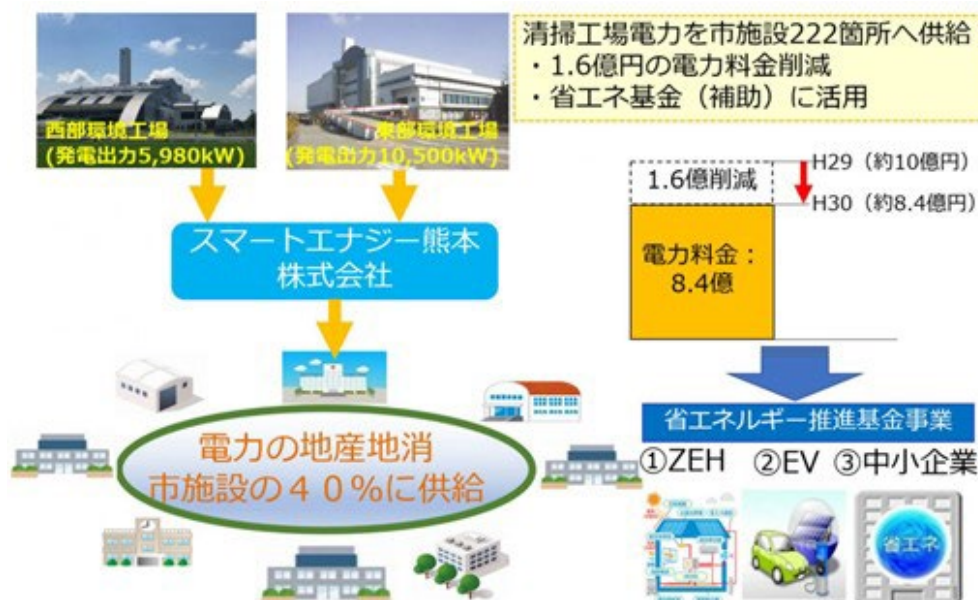 清掃工場電力を市施設222箇所へ供給
・1.6億円の電力料金削減
・省エネ基金（補助）に活用
西部環境工場
(発電出力5,980kW)
東部環境工場
(発電出力10,500kW)
スマートエナジー熊本
株式会社
電力の地産地消
市施設の４０％に供給
1.6億削減
H29（約10億円）
H30（約8.4億円）
電力料金：
8.4億
省エネルギー推進基金事業
①ZEH ②EV ③中小企業
省エネ